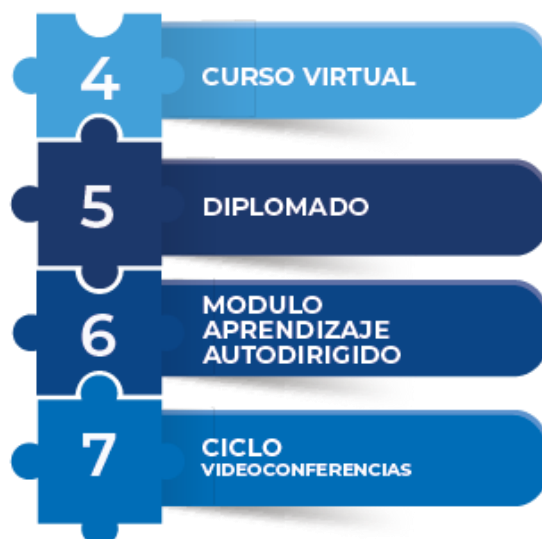 4
CURSO VIRTUAL
5
DIPLOMADO
6
MODULO
APRENDIZAJE
AUTODIRIGIDO
7
CICLO
VIDEOCONFERENCIAS